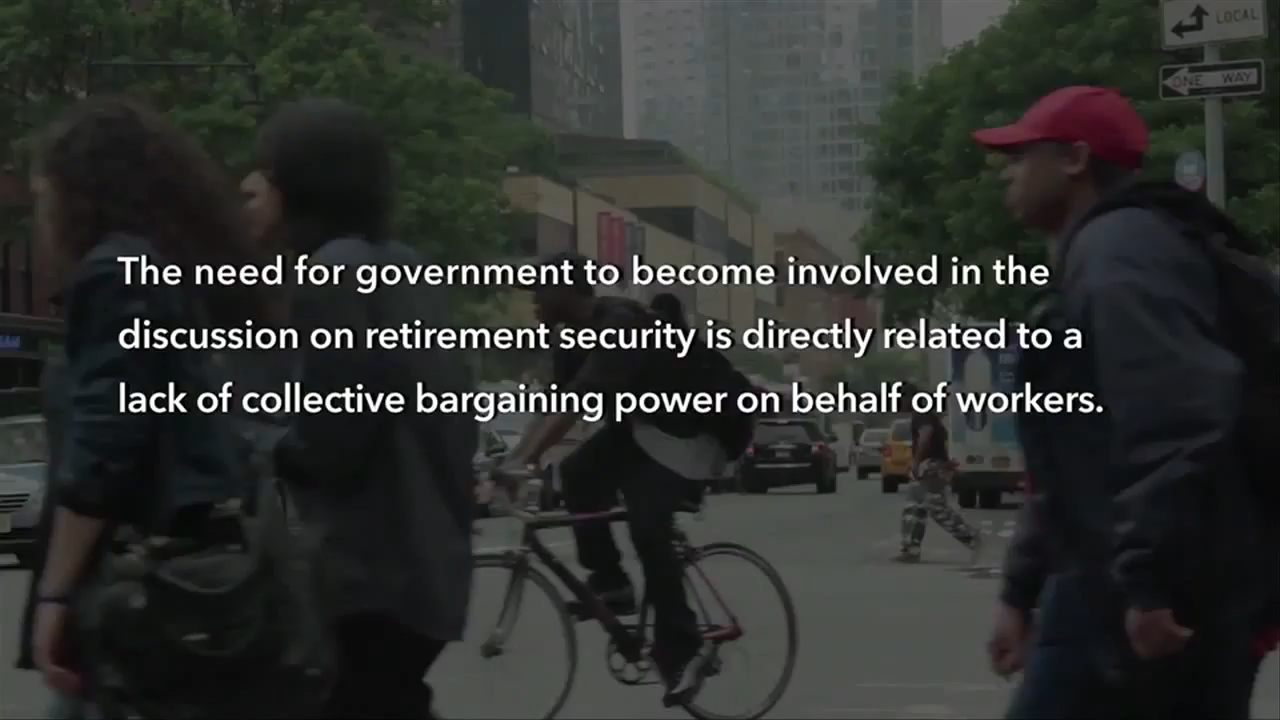 LOCAL
ONE WAY
The need for government to become involved in the
discussion on retirement security is directly related to a
lack of collective bargaining power on behalf of workers.